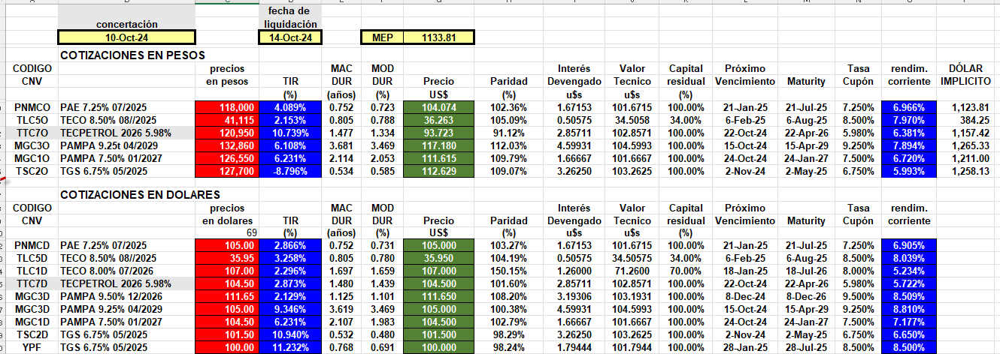 A B C D E F G H I J K L M N O
concertación fecha de liquidación
10-Oct-24 14-Oct-24 MEP 1133.81
COTIZACIONES EN PESOS
CODIGO precios MAC MOD Interés Valor Capital Próximo Tasa rendim. DÓLAR
CNV en pesos TIR DUR DUR Precio Paridad Devengado Tecnico residual Vencimiento Maturity Cupón corriente IMPLICITO
(%) (años) (%) US$ (%) u$s u$s (%)
PNMCO PAE 7.25% 07/2025 118,000 4.089% 0.752 0.723 104.074 102.36% 1.67153 101.6715 100.00% 21-Jan-25 21-Jul-25 7.250% 6.966% 1,123.81
TLC5O TECO 8.50% 08//2025 41,115 2.153% 0.805 0.788 36.263 105.09% 0.50575 34.5058 34.00% 6-Feb-25 6-Aug-25 8.500% 7.970% 384.25
TTC7O TECPETROL 2026 5.98% 120,950 10.739% 1.477 1.334 93.723 91.12% 2.85711 102.8571 100.00% 22-Oct-24 22-Apr-26 5.980% 6.381% 1,157.42
MGC3O PAMPA 9.25t 04/2029 132,860 6.108% 3.681 3.469 117.180 112.03% 4.59931 104.5993 100.00% 15-Oct-24 15-Apr-29 9.250% 7.894% 1,265.33
MGC1O PAMPA 7.50% 01/2027 126,550 6.231% 2.114 2.053 111.615 109.79% 1.66667 101.6667 100.00% 24-Oct-24 24-Jan-27 7.500% 6.720% 1,211.00
TSC2O TGS 6.75% 05/2025 127,700 -8.796% 0.534 0.585 112.629 109.07% 3.26250 103.2625 100.00% 2-Nov-24 2-May-25 6.750% 5.993% 1,258.13
COTIZACIONES EN DOLARES
CODIGO precios MAC MOD Interés Valor Capital Próximo Tasa rendim.
CNV en dolares TIR DUR DUR Precio Paridad Devengado Tecnico residual Vencimiento Maturity Cupón corriente
69 (%) (años) (%) US$ (%) u$s u$s (%)
PNMCD PAE 7.25% 07/2025 105.00 2.866% 0.752 0.731 105.000 103.27% 1.67153 101.6715 100.00% 21-Jan-25 21-Jul-25 7.250% 6.905%
TLC5D TECO 8.50% 08//2025 35.95 3.258% 0.805 0.780 35.950 104.19% 0.50575 34.50575 34.00% 6-Feb-25 6-Aug-25 8.500% 8.039%
TLC1D TECO 8.00% 07/2026 107.00 2.296% 1.697 1.659 107.000 150.15% 1.26000 71.2600 70.00% 18-Jan-25 18-Jul-26 8.000% 5.234%
TTC7D TECPETROL 2026 5.98% 104.50 2.873% 1.480 1.439 104.500 101.60% 2.85711 102.8571 100.00% 22-Oct-24 22-Apr-26 5.980% 5.722%
MGC3D PAMPA 9.50% 12/2026 111.65 2.129% 1.125 1.101 111.650 108.20% 3.19306 103.1931 100.00% 8-Dec-24 8-Dec-26 9.500% 8.509%
MGC3D PAMPA 9.25% 04/2029 105.00 9.346% 3.619 3.469 105.000 100.38% 4.59931 104.5993 100.00% 15-Oct-24 15-Apr-29 9.250% 8.810%
MGC1D PAMPA 7.50% 01/2027 104.50 6.231% 2.107 1.983 104.500 102.79% 1.66667 101.6667 100.00% 24-Oct-24 24-Jan-27 7.500% 7.177%
TSC2D TGS 6.75% 05/2025 101.50 10.940% 0.532 0.480 101.500 98.29% 3.26250 103.2625 100.00% 2-Nov-24 2-May-25 6.750% 6.650%
YPF TGS 6.75% 05/2025 100.00 11.232% 0.768 0.691 100.000 98.24% 1.79444 101.7944 100.00% 28-Jan-25 28-Jul-25 8.500% 8.500%